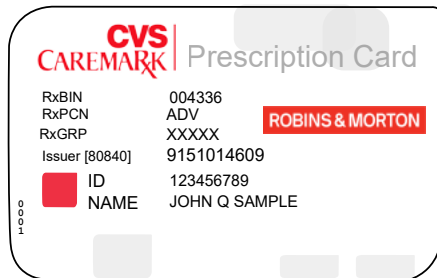 CVS
CAREMARK
Prescription Card
RxBIN 004336
RxPCN ADV
RxGRP XXXXX
ROBINS & MORTON
Issuer [80840] 9151014609
ID 123456789
NAME JOHN Q SAMPLE
0001